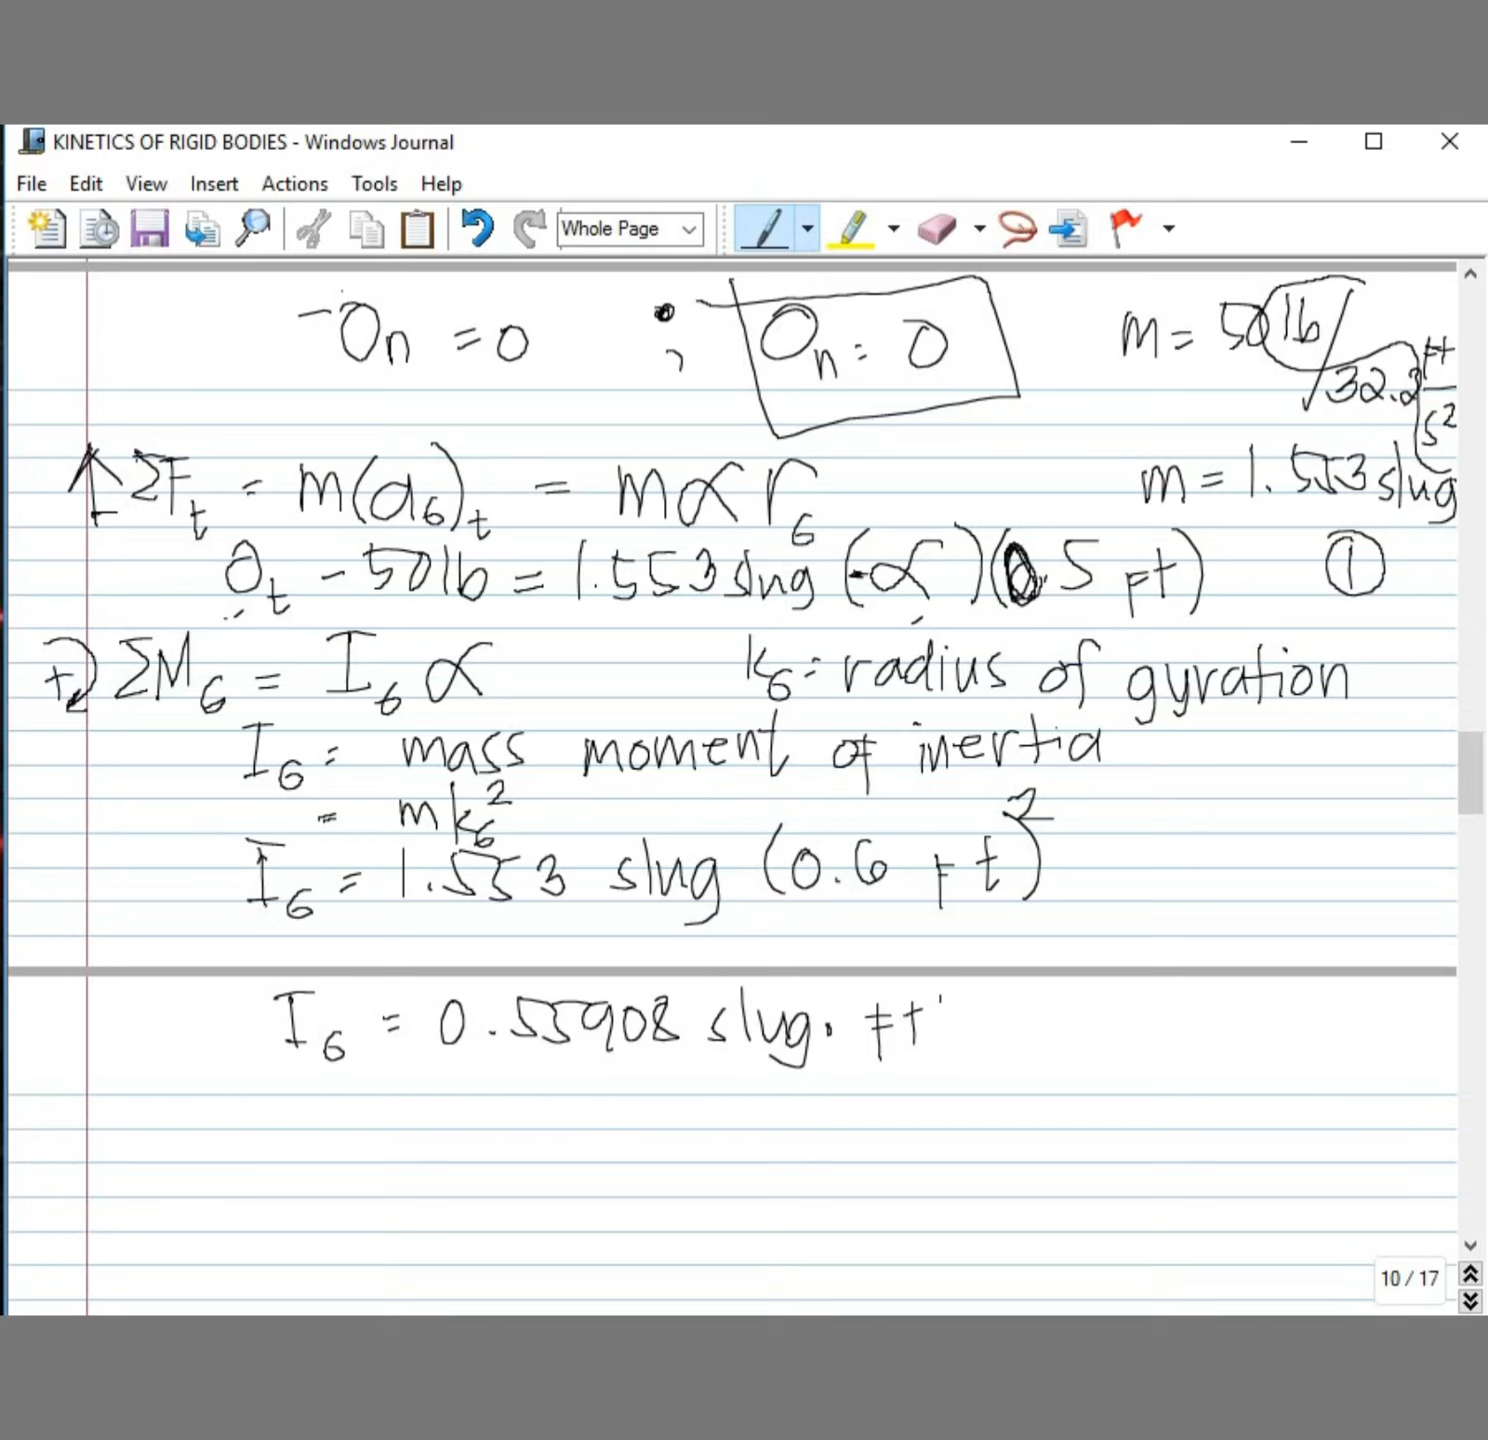 KINETICS OF RIGID BODIES - Windows Journal
File Edit View Insert Actions Tools Help
Whole Page
-On = 0 ; On = 0 m = 50 lb/32.2 ft/s²
↑+ ΣFt = m(aG)t = mαrG m = 1.553 slug
Ot - 50lb = 1.553 slug (-α)(0.5 Ft) ①
+ ΣMG = IG α kG = radius of gyration
IG = mass moment of inertia
= mkG²
IG = 1.553 slug (0.6 Ft)²
IG = 0.55908 slug. Ft'
10 / 17